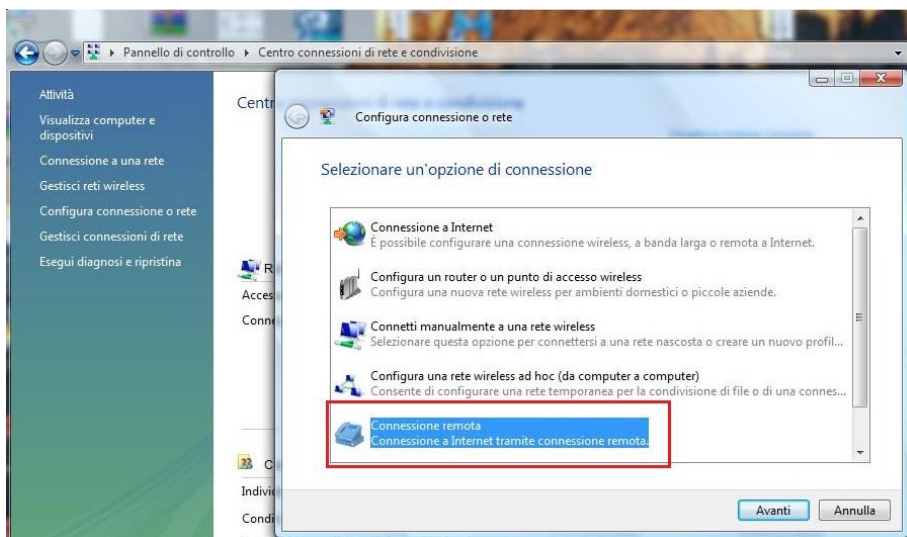 Pannello di controllo
Centro connessioni di rete e condivisione
Attività
Visualizza computer e
dispositivi
Connessione a una rete
Gestisci reti wireless
Configura connessione o rete
Gestisci connessioni di rete
Esegui diagnosi e ripristina
Configura connessione o rete
Selezionare un'opzione di connessione
Connessione a Internet
È possibile configurare una connessione wireless, a banda larga o remota a Internet.
Configura un router o un punto di accesso wireless
Configura una nuova rete wireless per ambienti domestici o piccole aziende.
Connetti manualmente a una rete wireless
Selezionare questa opzione per connettersi a una rete nascosta o creare un nuovo profil...
Configura una rete wireless ad hoc (da computer a computer)
Consente di configurare una rete temporanea per la condivisione di file o di una connes...
Connessione remota
Connessione a Internet tramite connessione remota.
Avanti
Annulla